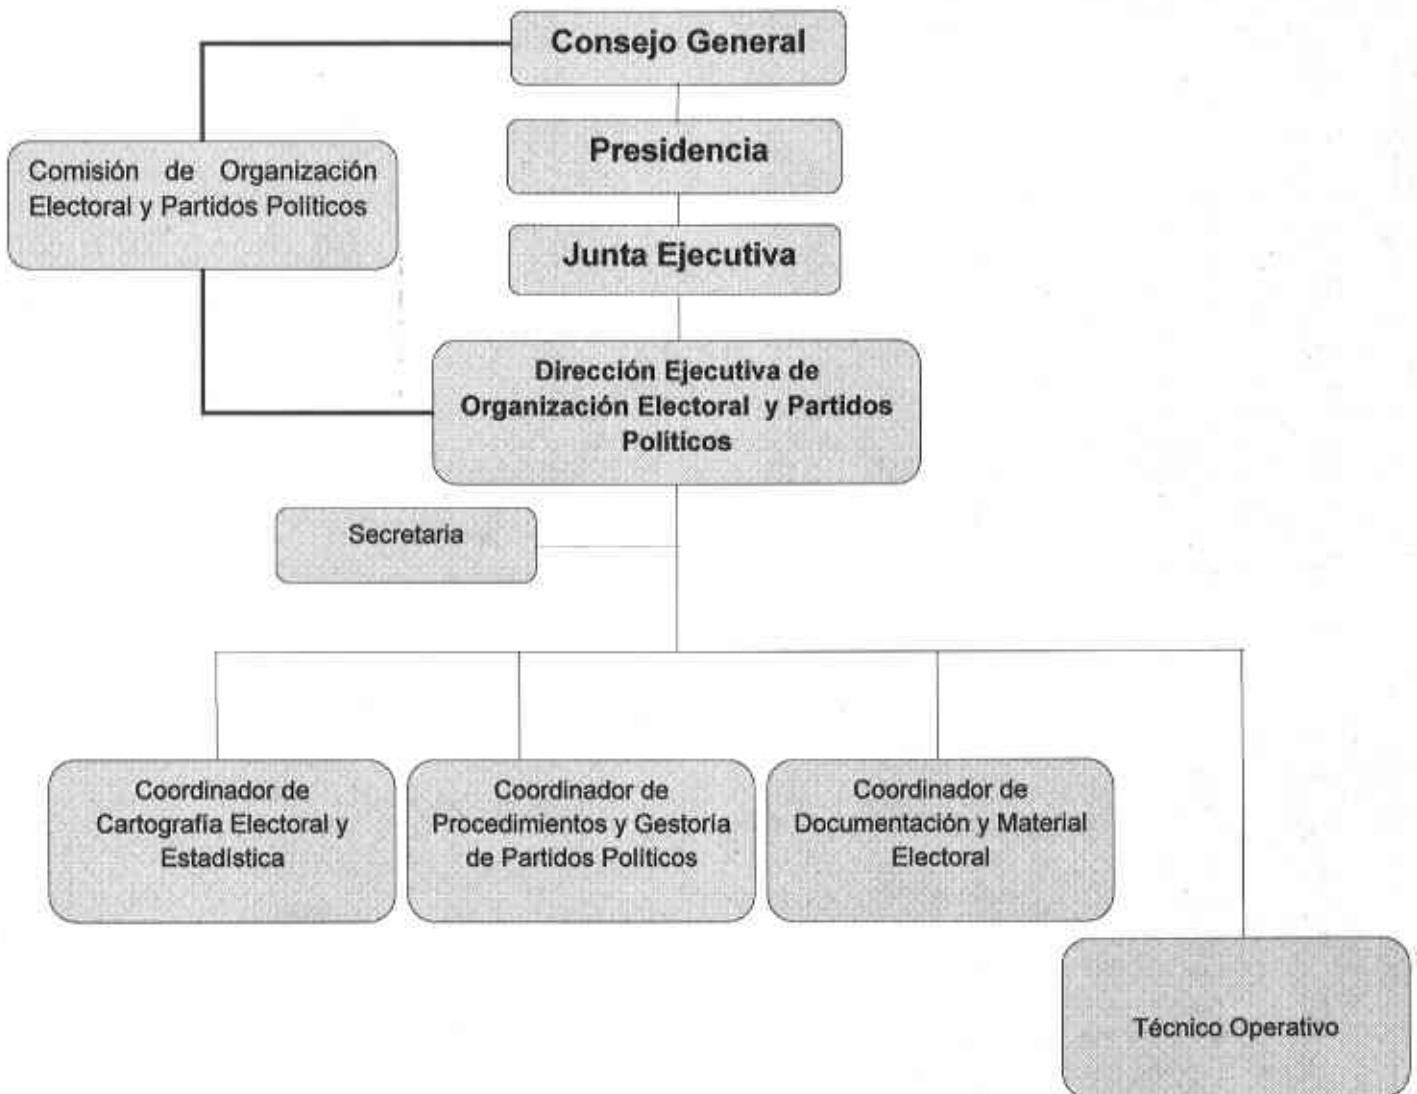 Consejo General
Presidencia
Comisión de Organización
Electoral y Partidos Políticos
Junta Ejecutiva
Dirección Ejecutiva de
Organización Electoral y Partidos
Políticos
Secretaria
Coordinador de
Cartografía Electoral y
Estadística
Coordinador de
Procedimientos y Gestoría
de Partidos Políticos
Coordinador de
Documentación y Material
Electoral
Técnico Operativo